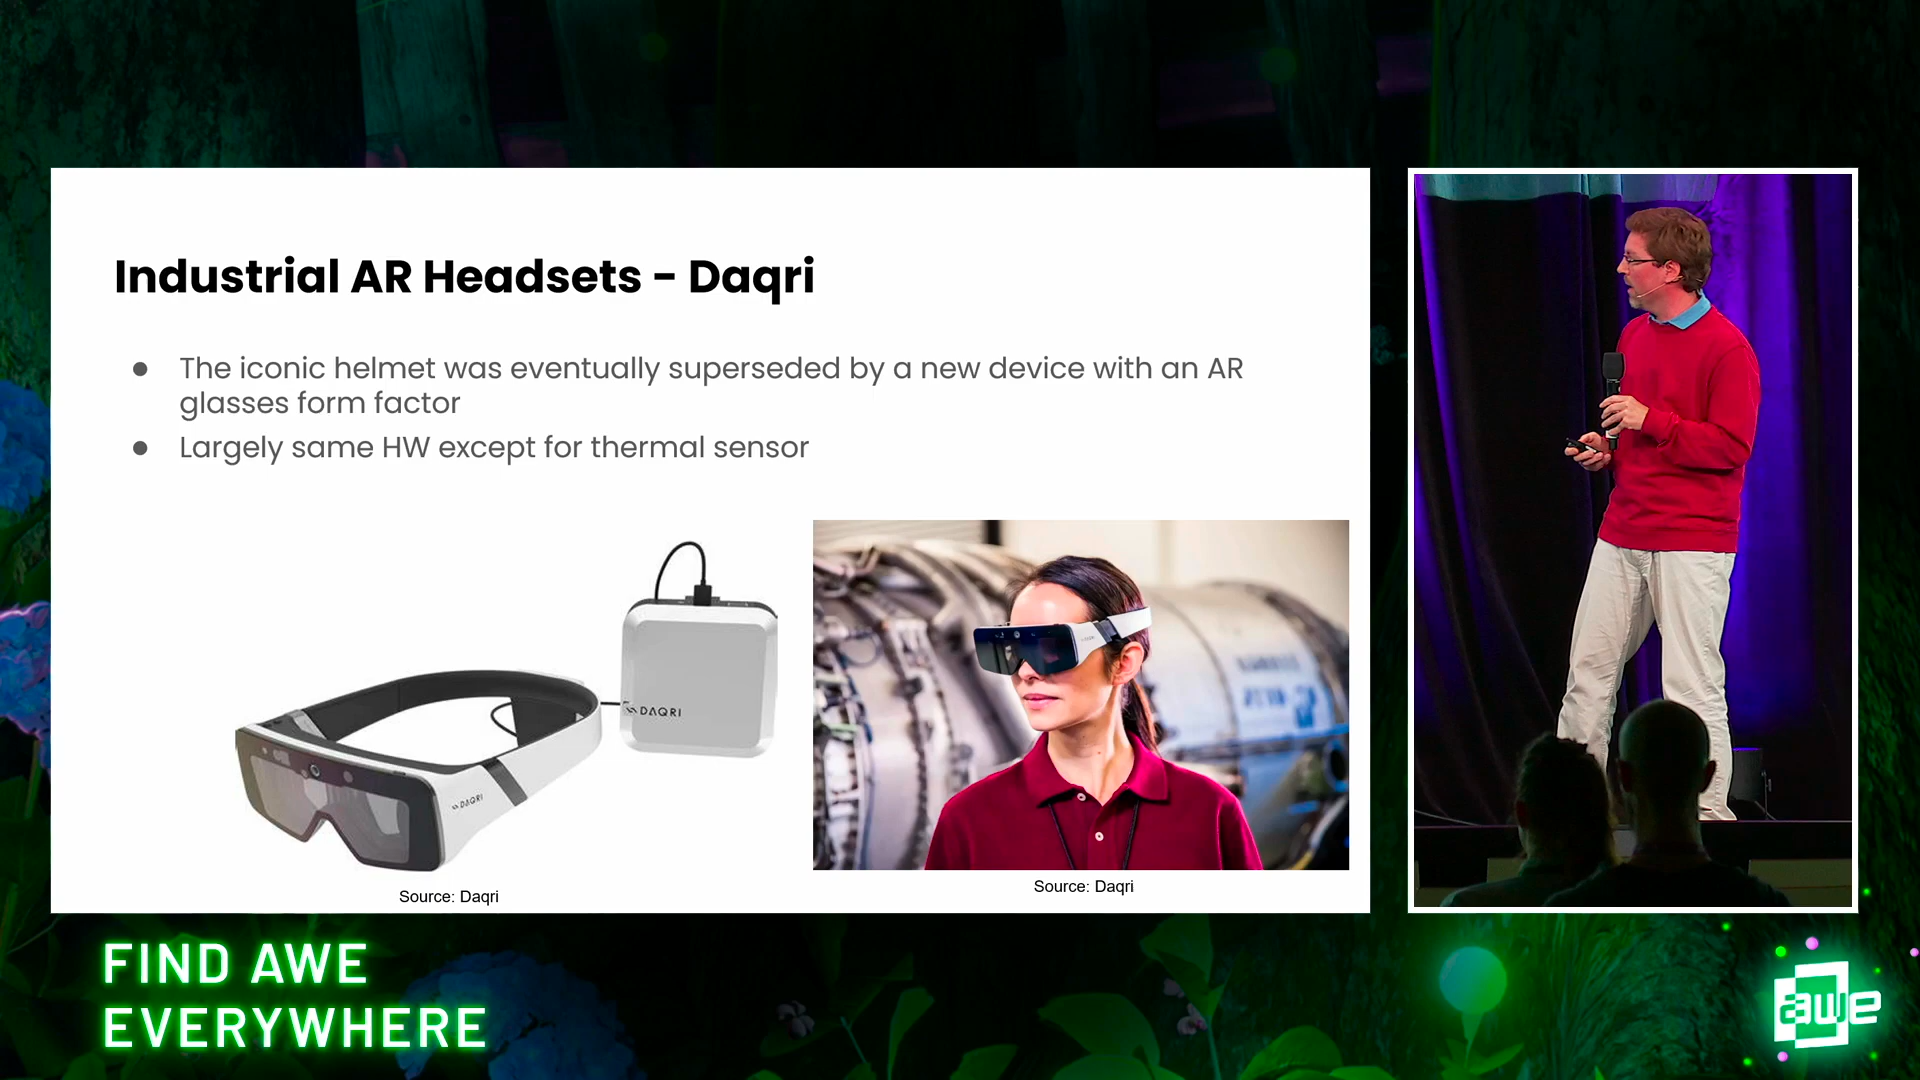 Industrial AR Headsets - Daqri
● The iconic helmet was eventually superseded by a new device with an AR
glasses form factor
● Largely same HW except for thermal sensor
DAQRI
DAQRI
Source: Daqri
Source: Daqri
FIND AWE
EVERYWHERE
awe